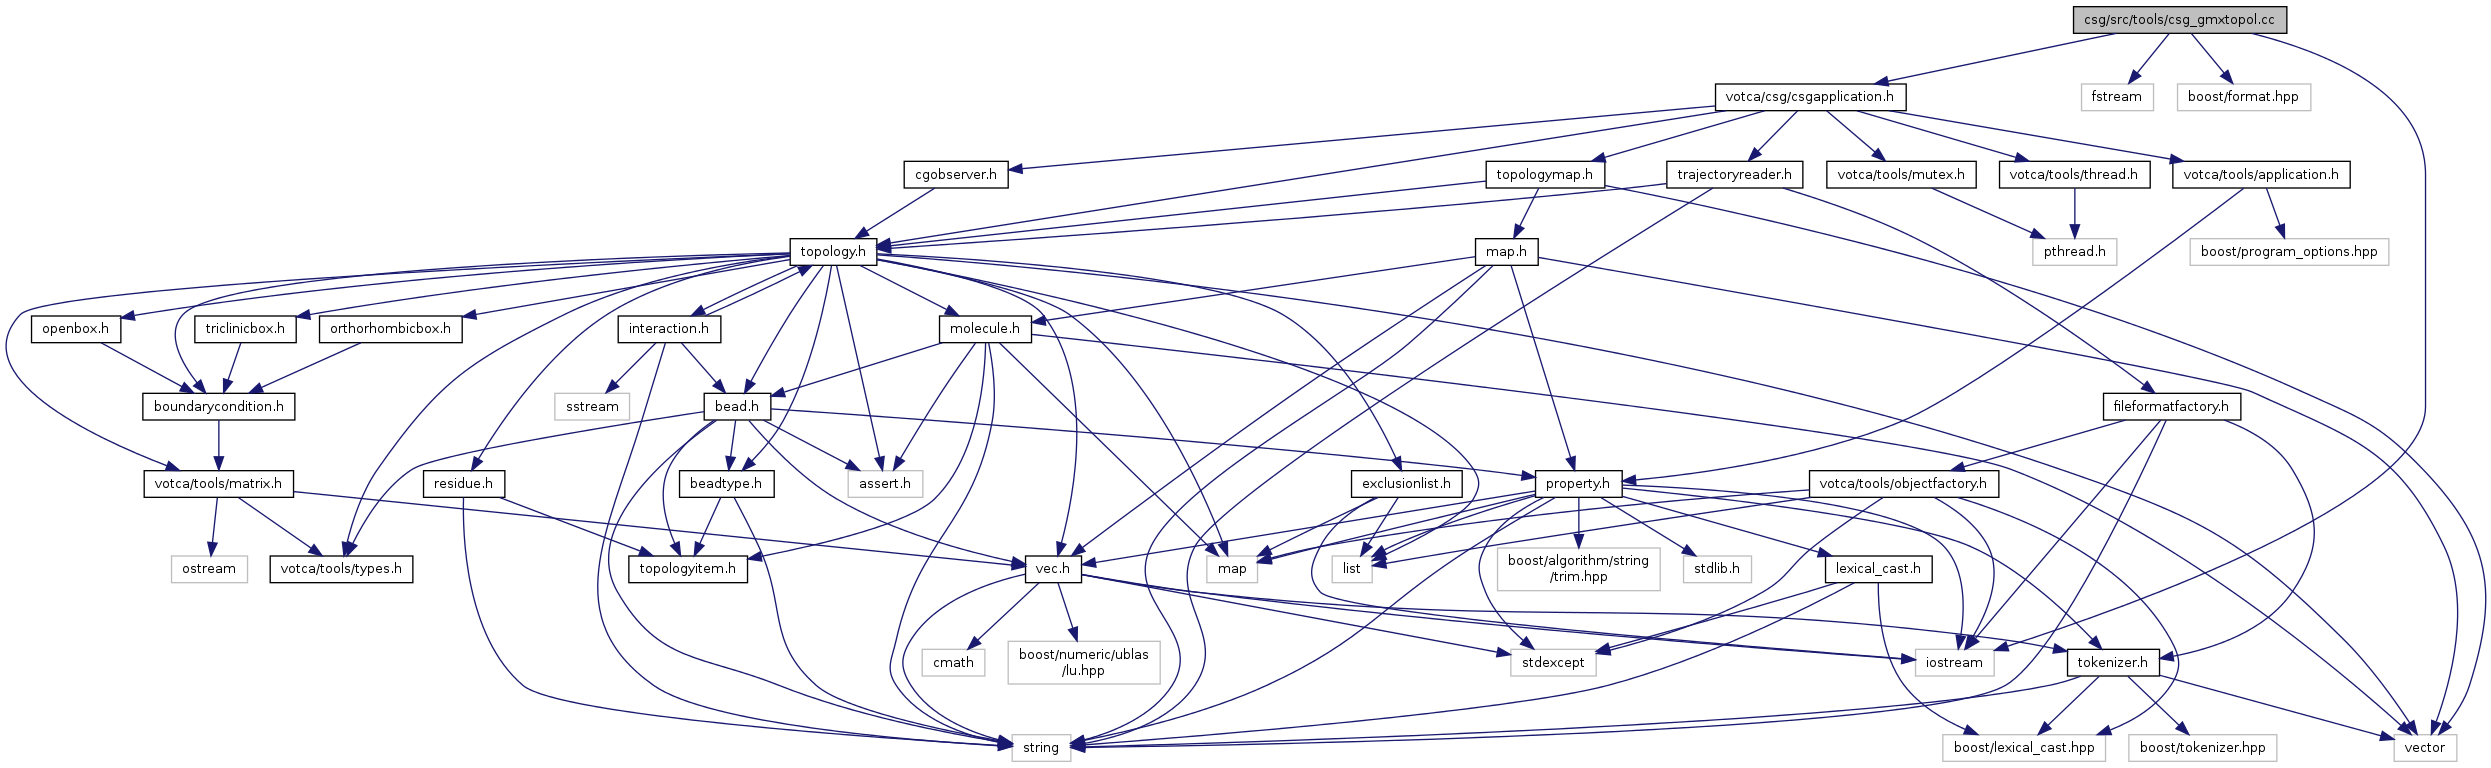 csg/src/tools/csg_gmxtopol.cc
votca/csg/csgapplication.h
fstream
boost/format.hpp
cgobserver.h
topologymap.h
trajectoryreader.h
votca/tools/mutex.h
votca/tools/thread.h
votca/tools/application.h
topology.h
map.h
pthread.h
boost/program_options.hpp
openbox.h
triclinicbox.h
orthorhombicbox.h
interaction.h
molecule.h
boundarycondition.h
sstream
bead.h
fileformatfactory.h
votca/tools/matrix.h
residue.h
beadtype.h
assert.h
exclusionlist.h
property.h
votca/tools/objectfactory.h
ostream
votca/tools/types.h
topologyitem.h
vec.h
map
list
boost/algorithm/string
/trim.hpp
stdlib.h
lexical_cast.h
cmath
boost/numeric/ublas
/lu.hpp
stdexcept
iostream
tokenizer.h
string
boost/lexical_cast.hpp
boost/tokenizer.hpp
vector